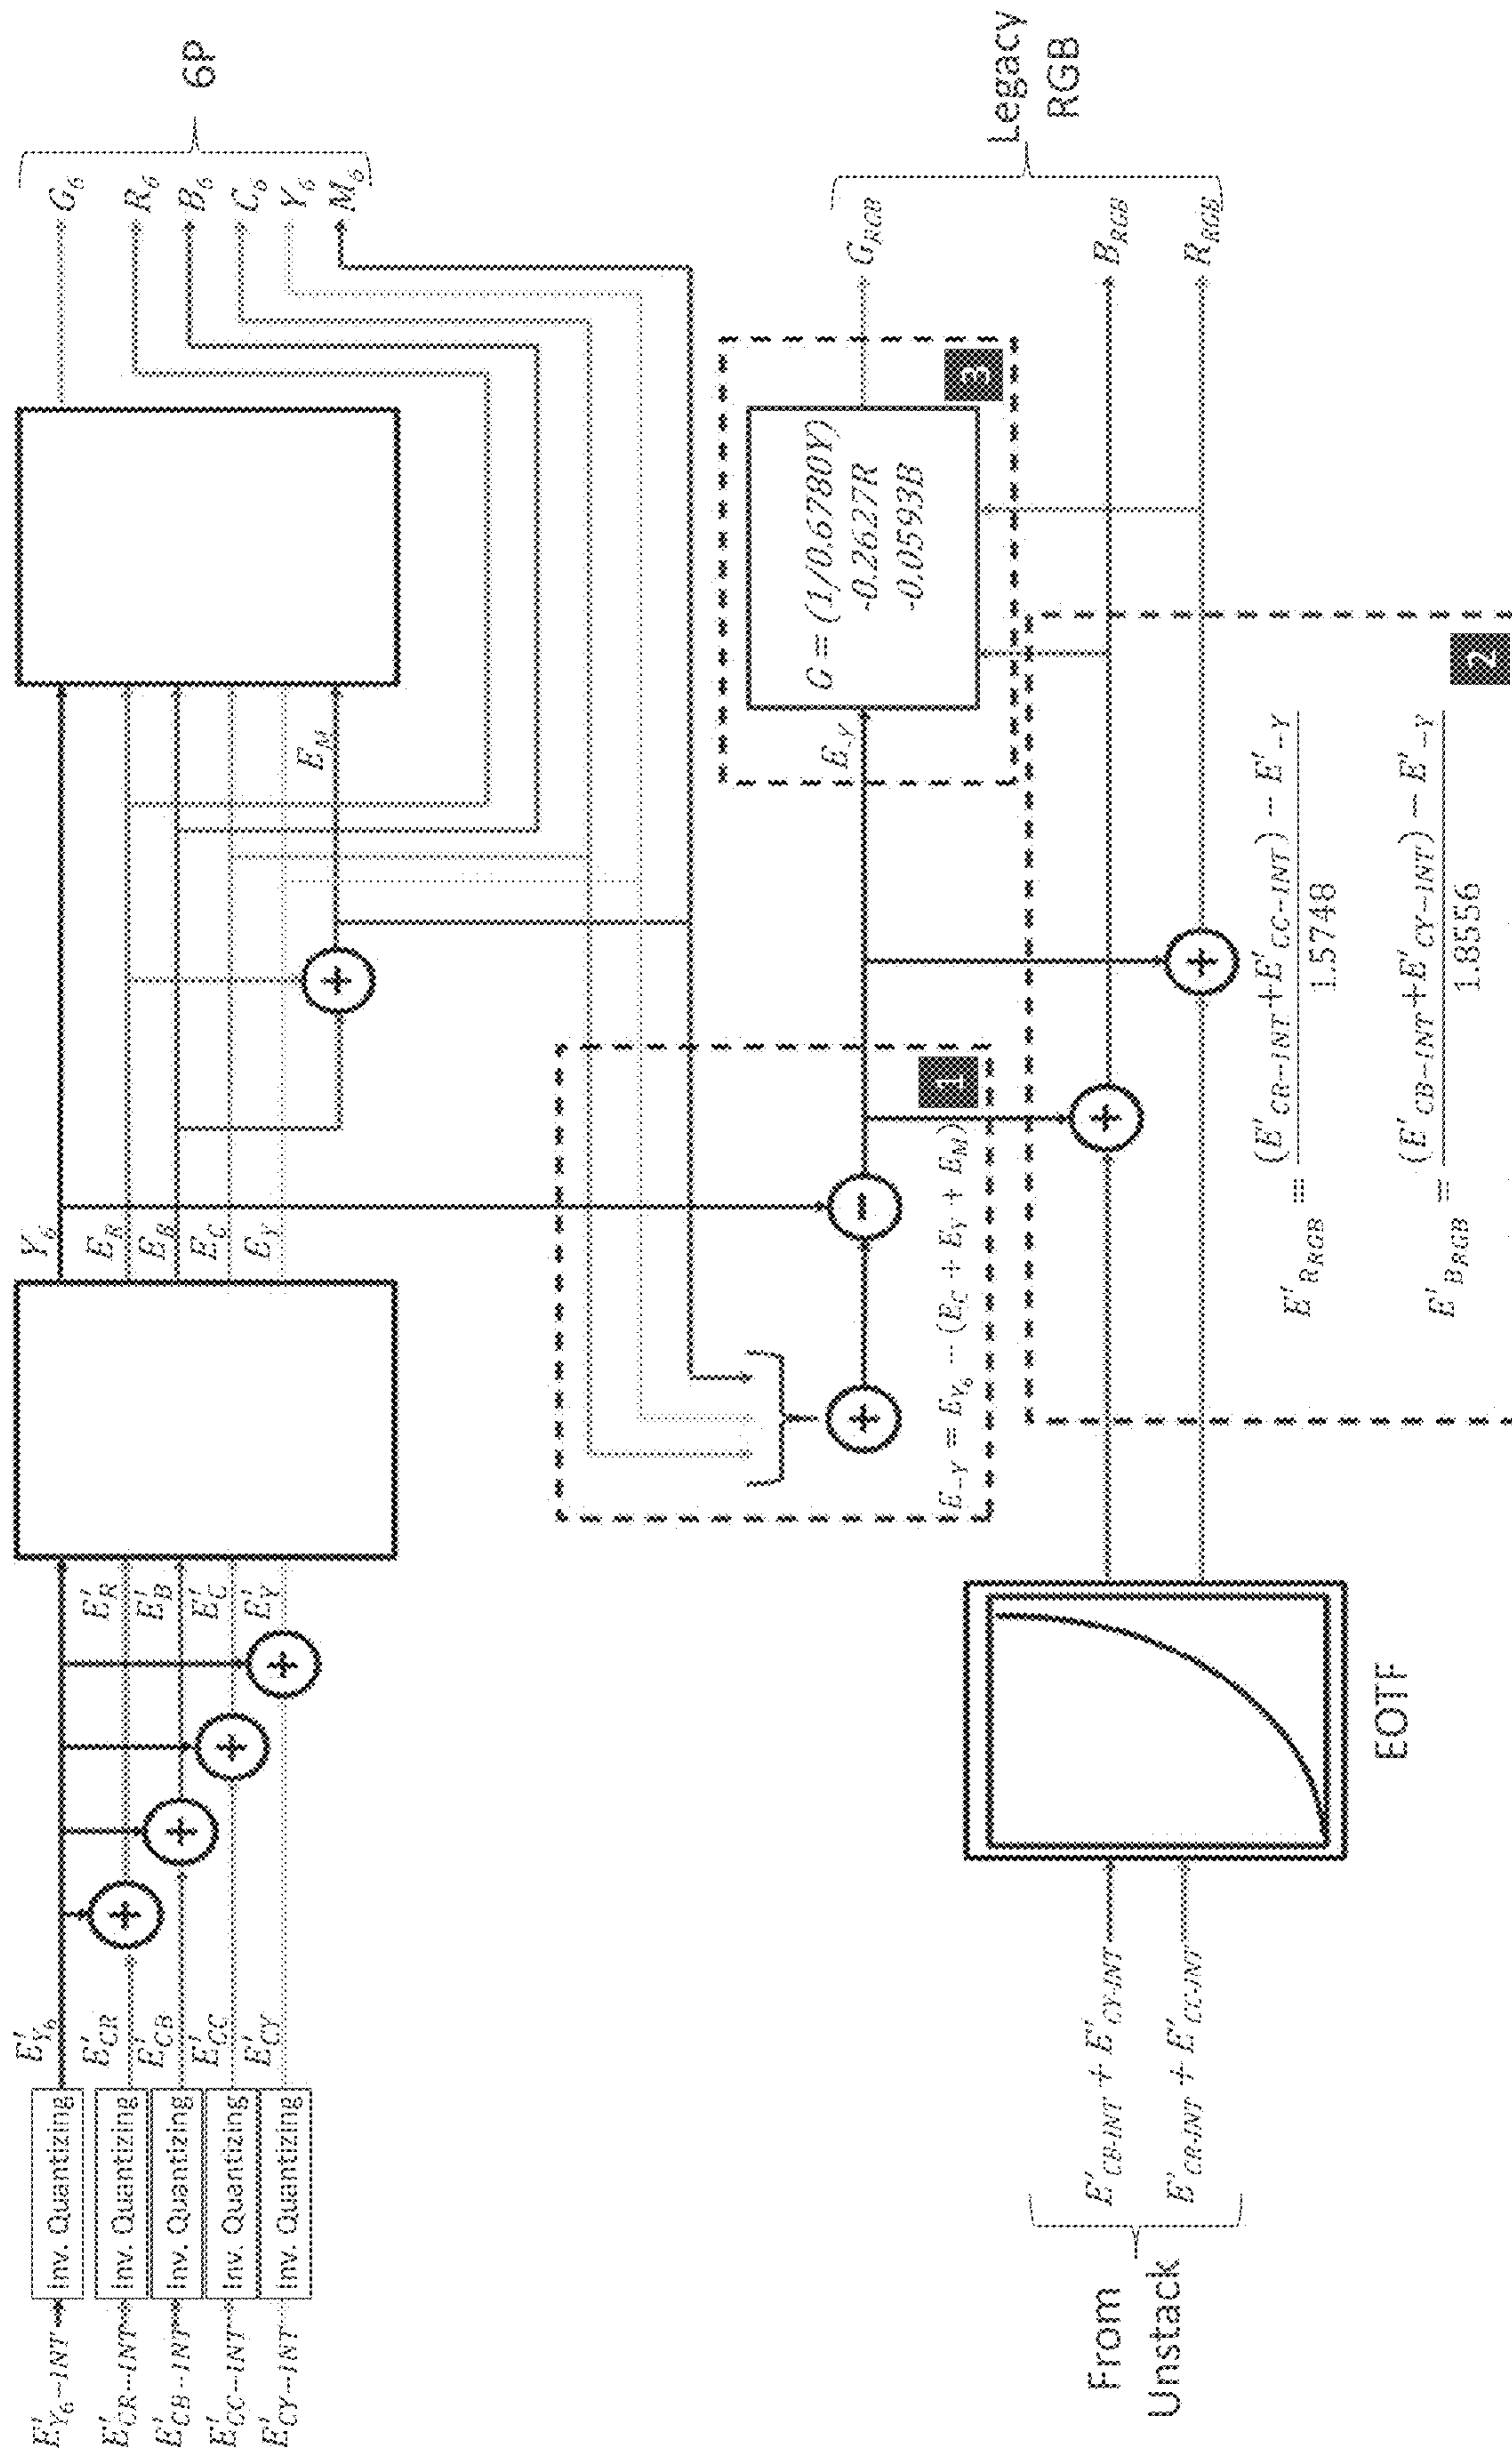 E'Y6-INT
E'CR-INT
E'CB-INT
E'CC-INT
E'CY-INT
Inv. Quantizing
Inv. Quantizing
Inv. Quantizing
Inv. Quantizing
Inv. Quantizing
E'Y6
E'CR
E'CB
E'CC
E'CY
+
+
+
+
E'R
E'B
E'C
E'Y
Y6
ER
EB
EC
EY
+
EM
G6
R6
B6
C6
Y6
M6
6P
+
−
E-Y = EY6 - (EC + EY + EM)
1
E-Y
G = (1/0.6780Y)
-0.2627R
-0.0593B
3
GRGB
BRGB
RRGB
Legacy
RGB
From
Unstack
E'CB-INT + E'CY-INT
E'CR-INT + E'CC-INT
EOTF
+
+
E'RRGB = (E'CR-INT+E'CC-INT) - E'-Y
1.5748
E'BRGB = (E'CB-INT+E'CY-INT) - E'-Y
1.8556
2